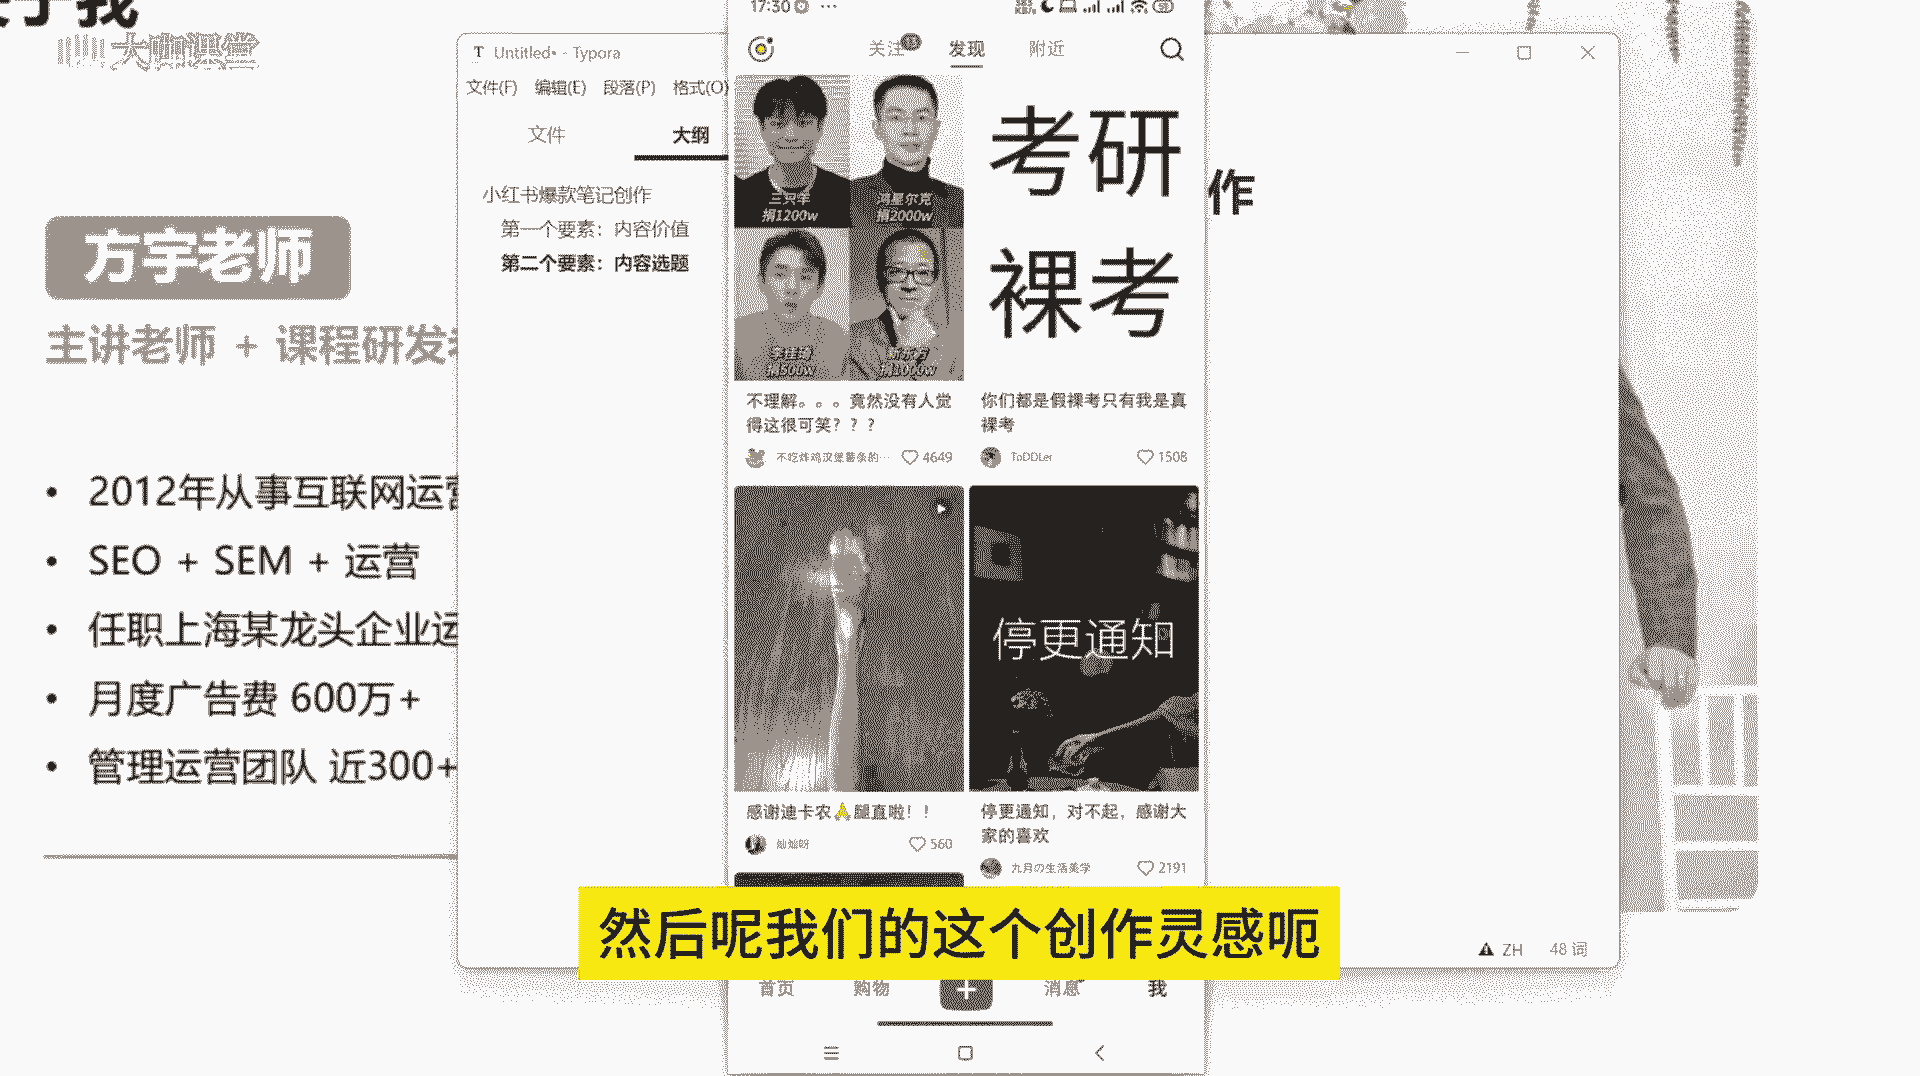 关于我
大咖课堂
方宇老师
主讲老师 + 课程研发
• 2012年从事互联网运营
• SEO + SEM + 运营
• 任职上海某龙头企业运
• 月度广告费 600万+
• 管理运营团队 近300+
Untitled• - Typora
文件(F) 编辑(E) 段落(P) 格式(O)
文件 大纲
小红书爆款笔记创作
第一个要素：内容价值
第二个要素：内容选题
作
ZH 48 词
17:30
关注 发现 附近
三只羊
捐1200w
鸿星尔克
捐2000w
李佳琦
捐500w
新东方
捐1000w
不理解。。。竟然没有人觉
得这很可笑？？？
不吃炸鸡汉堡薯条的… 4649
考研
裸考
你们都是假裸考只有我是真
裸考
ToDDLer 1508
感谢迪卡农🙏腿直啦！！
灿灿呀 560
停更通知
停更通知，对不起，感谢大
家的喜欢
九月の生活美学 2191
然后呢我们的这个创作灵感呃
首页 购物 + 消息 我